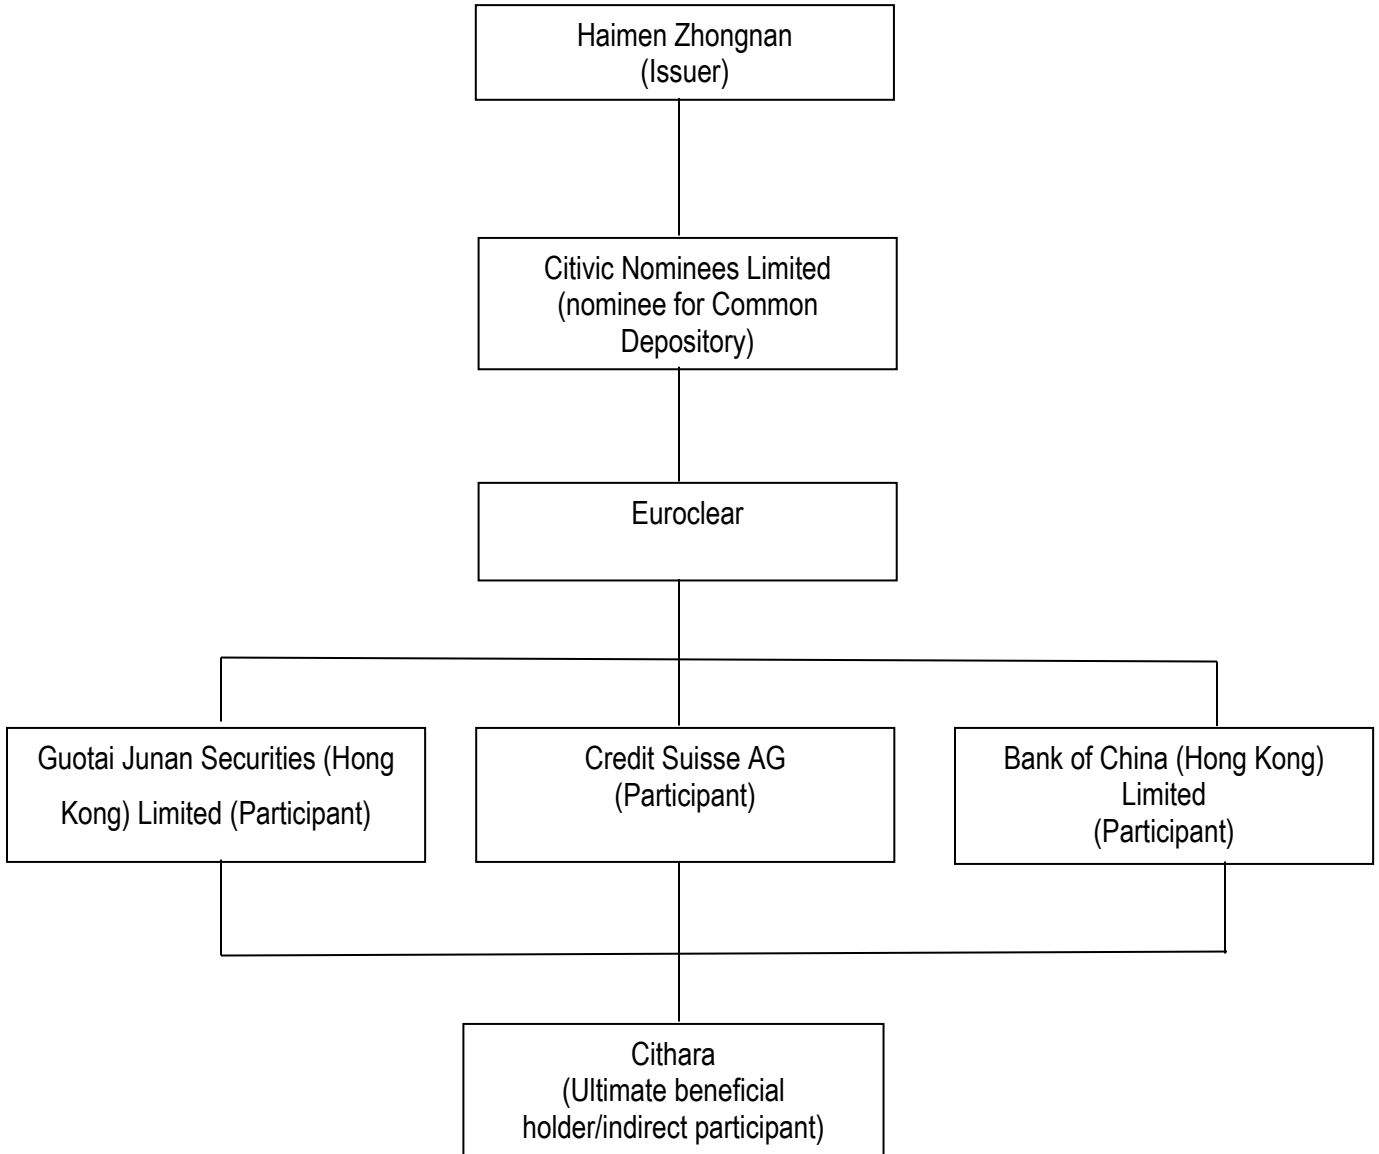 Haimen Zhongnan
(Issuer)
Citivic Nominees Limited
(nominee for Common
Depository)
Euroclear
Guotai Junan Securities (Hong
Kong) Limited (Participant)
Credit Suisse AG
(Participant)
Bank of China (Hong Kong)
Limited
(Participant)
Cithara
(Ultimate beneficial
holder/indirect participant)